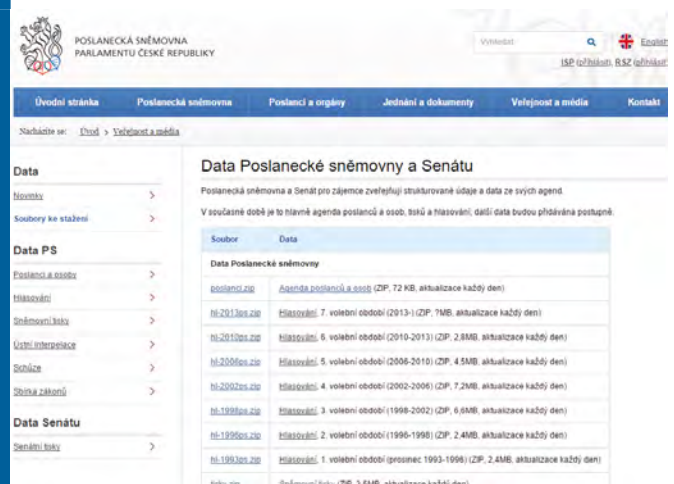 POSLANECKÁ SNĚMOVNA
PARLAMENTU ČESKÉ REPUBLIKY
Vyhledat
English
ISP (přihlásit), RSZ (přihlásit)
Úvodní stránka Poslanecká sněmovna Poslanci a orgány Jednání a dokumenty Veřejnost a média Kontakt
Nacházíte se: Úvod > Veřejnost a média
Data
Novinky
Soubory ke stažení
Data PS
Poslanci a osoby
Hlasování
Sněmovní tisky
Ústní interpelace
Schůze
Sbírka zákonů
Data Senátu
Senátní tisky
Data Poslanecké sněmovny a Senátu
Poslanecká sněmovna a Senát pro zájemce zveřejňují strukturované údaje a data ze svých agend.
V současné době je to hlavně agenda poslanců a osob, tisků a hlasování, další data budou přidávána postupně.
Soubor Data
Data Poslanecké sněmovny
poslanci.zip Agenda poslanců a osob (ZIP, 72 KB, aktualizace každý den)
hl-2013ps.zip Hlasování, 7. volební období (2013-) (ZIP, ?MB, aktualizace každý den)
hl-2010ps.zip Hlasování, 6. volební období (2010-2013) (ZIP, 2,8MB, aktualizace každý den)
hl-2006ps.zip Hlasování, 5. volební období (2006-2010) (ZIP, 4,5MB, aktualizace každý den)
hl-2002ps.zip Hlasování, 4. volební období (2002-2006) (ZIP, 7,2MB, aktualizace každý den)
hl-1998ps.zip Hlasování, 3. volební období (1998-2002) (ZIP, 6,6MB, aktualizace každý den)
hl-1996ps.zip Hlasování, 2. volební období (1996-1998) (ZIP, 2,4MB, aktualizace každý den)
hl-1993ps.zip Hlasování, 1. volební období (prosinec 1993-1996) (ZIP, 2,4MB, aktualizace každý den)